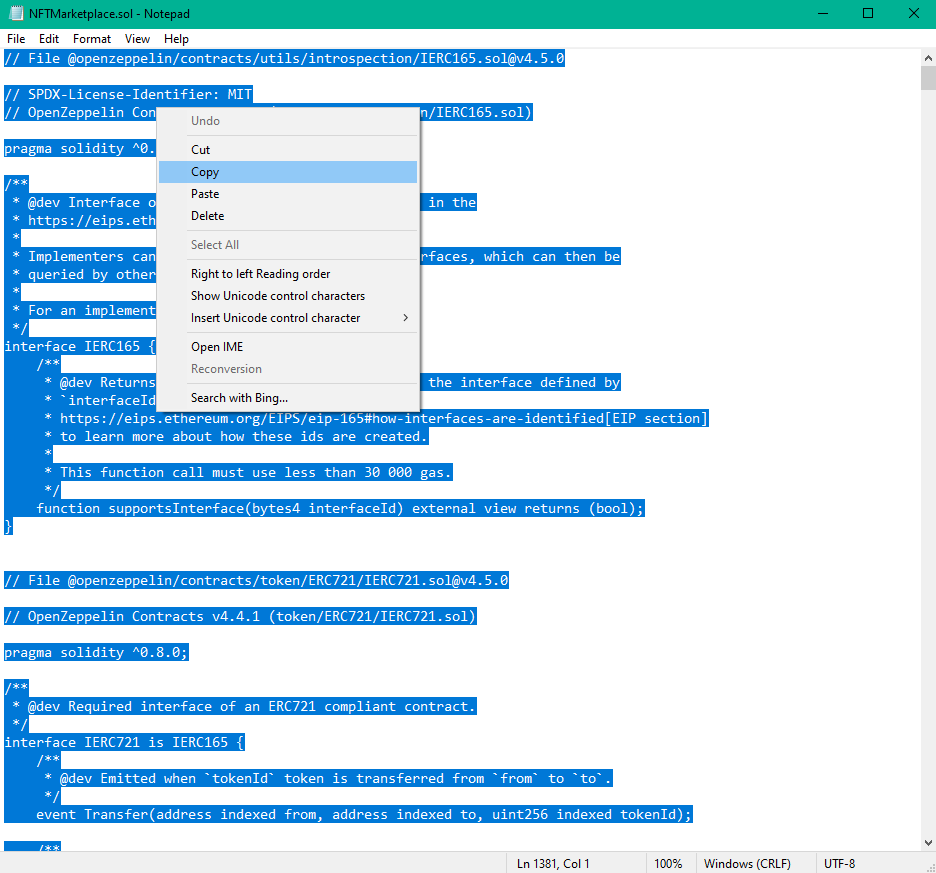 NFTMarketplace.sol - Notepad
File Edit Format View Help
// File @openzeppelin/contracts/utils/introspection/IERC165.sol@v4.5.0
// SPDX-License-Identifier: MIT
// OpenZeppelin Con n/IERC165.sol)
pragma solidity ^0.
/**
* @dev Interface o in the
* https://eips.eth
*
* Implementers can rfaces, which can then be
* queried by other
*
* For an implement
*/
interface IERC165 {
/**
* @dev Returns the interface defined by
* `interfaceId
* https://eips.ethereum.org/EIPS/eip-165#how-interfaces-are-identified[EIP section]
* to learn more about how these ids are created.
*
* This function call must use less than 30 000 gas.
*/
function supportsInterface(bytes4 interfaceId) external view returns (bool);
}
// File @openzeppelin/contracts/token/ERC721/IERC721.sol@v4.5.0
// OpenZeppelin Contracts v4.4.1 (token/ERC721/IERC721.sol)
pragma solidity ^0.8.0;
/**
* @dev Required interface of an ERC721 compliant contract.
*/
interface IERC721 is IERC165 {
/**
* @dev Emitted when `tokenId` token is transferred from `from` to `to`.
*/
event Transfer(address indexed from, address indexed to, uint256 indexed tokenId);
/**
Undo
Cut
Copy
Paste
Delete
Select All
Right to left Reading order
Show Unicode control characters
Insert Unicode control character
Open IME
Reconversion
Search with Bing...
Ln 1381, Col 1 100% Windows (CRLF) UTF-8